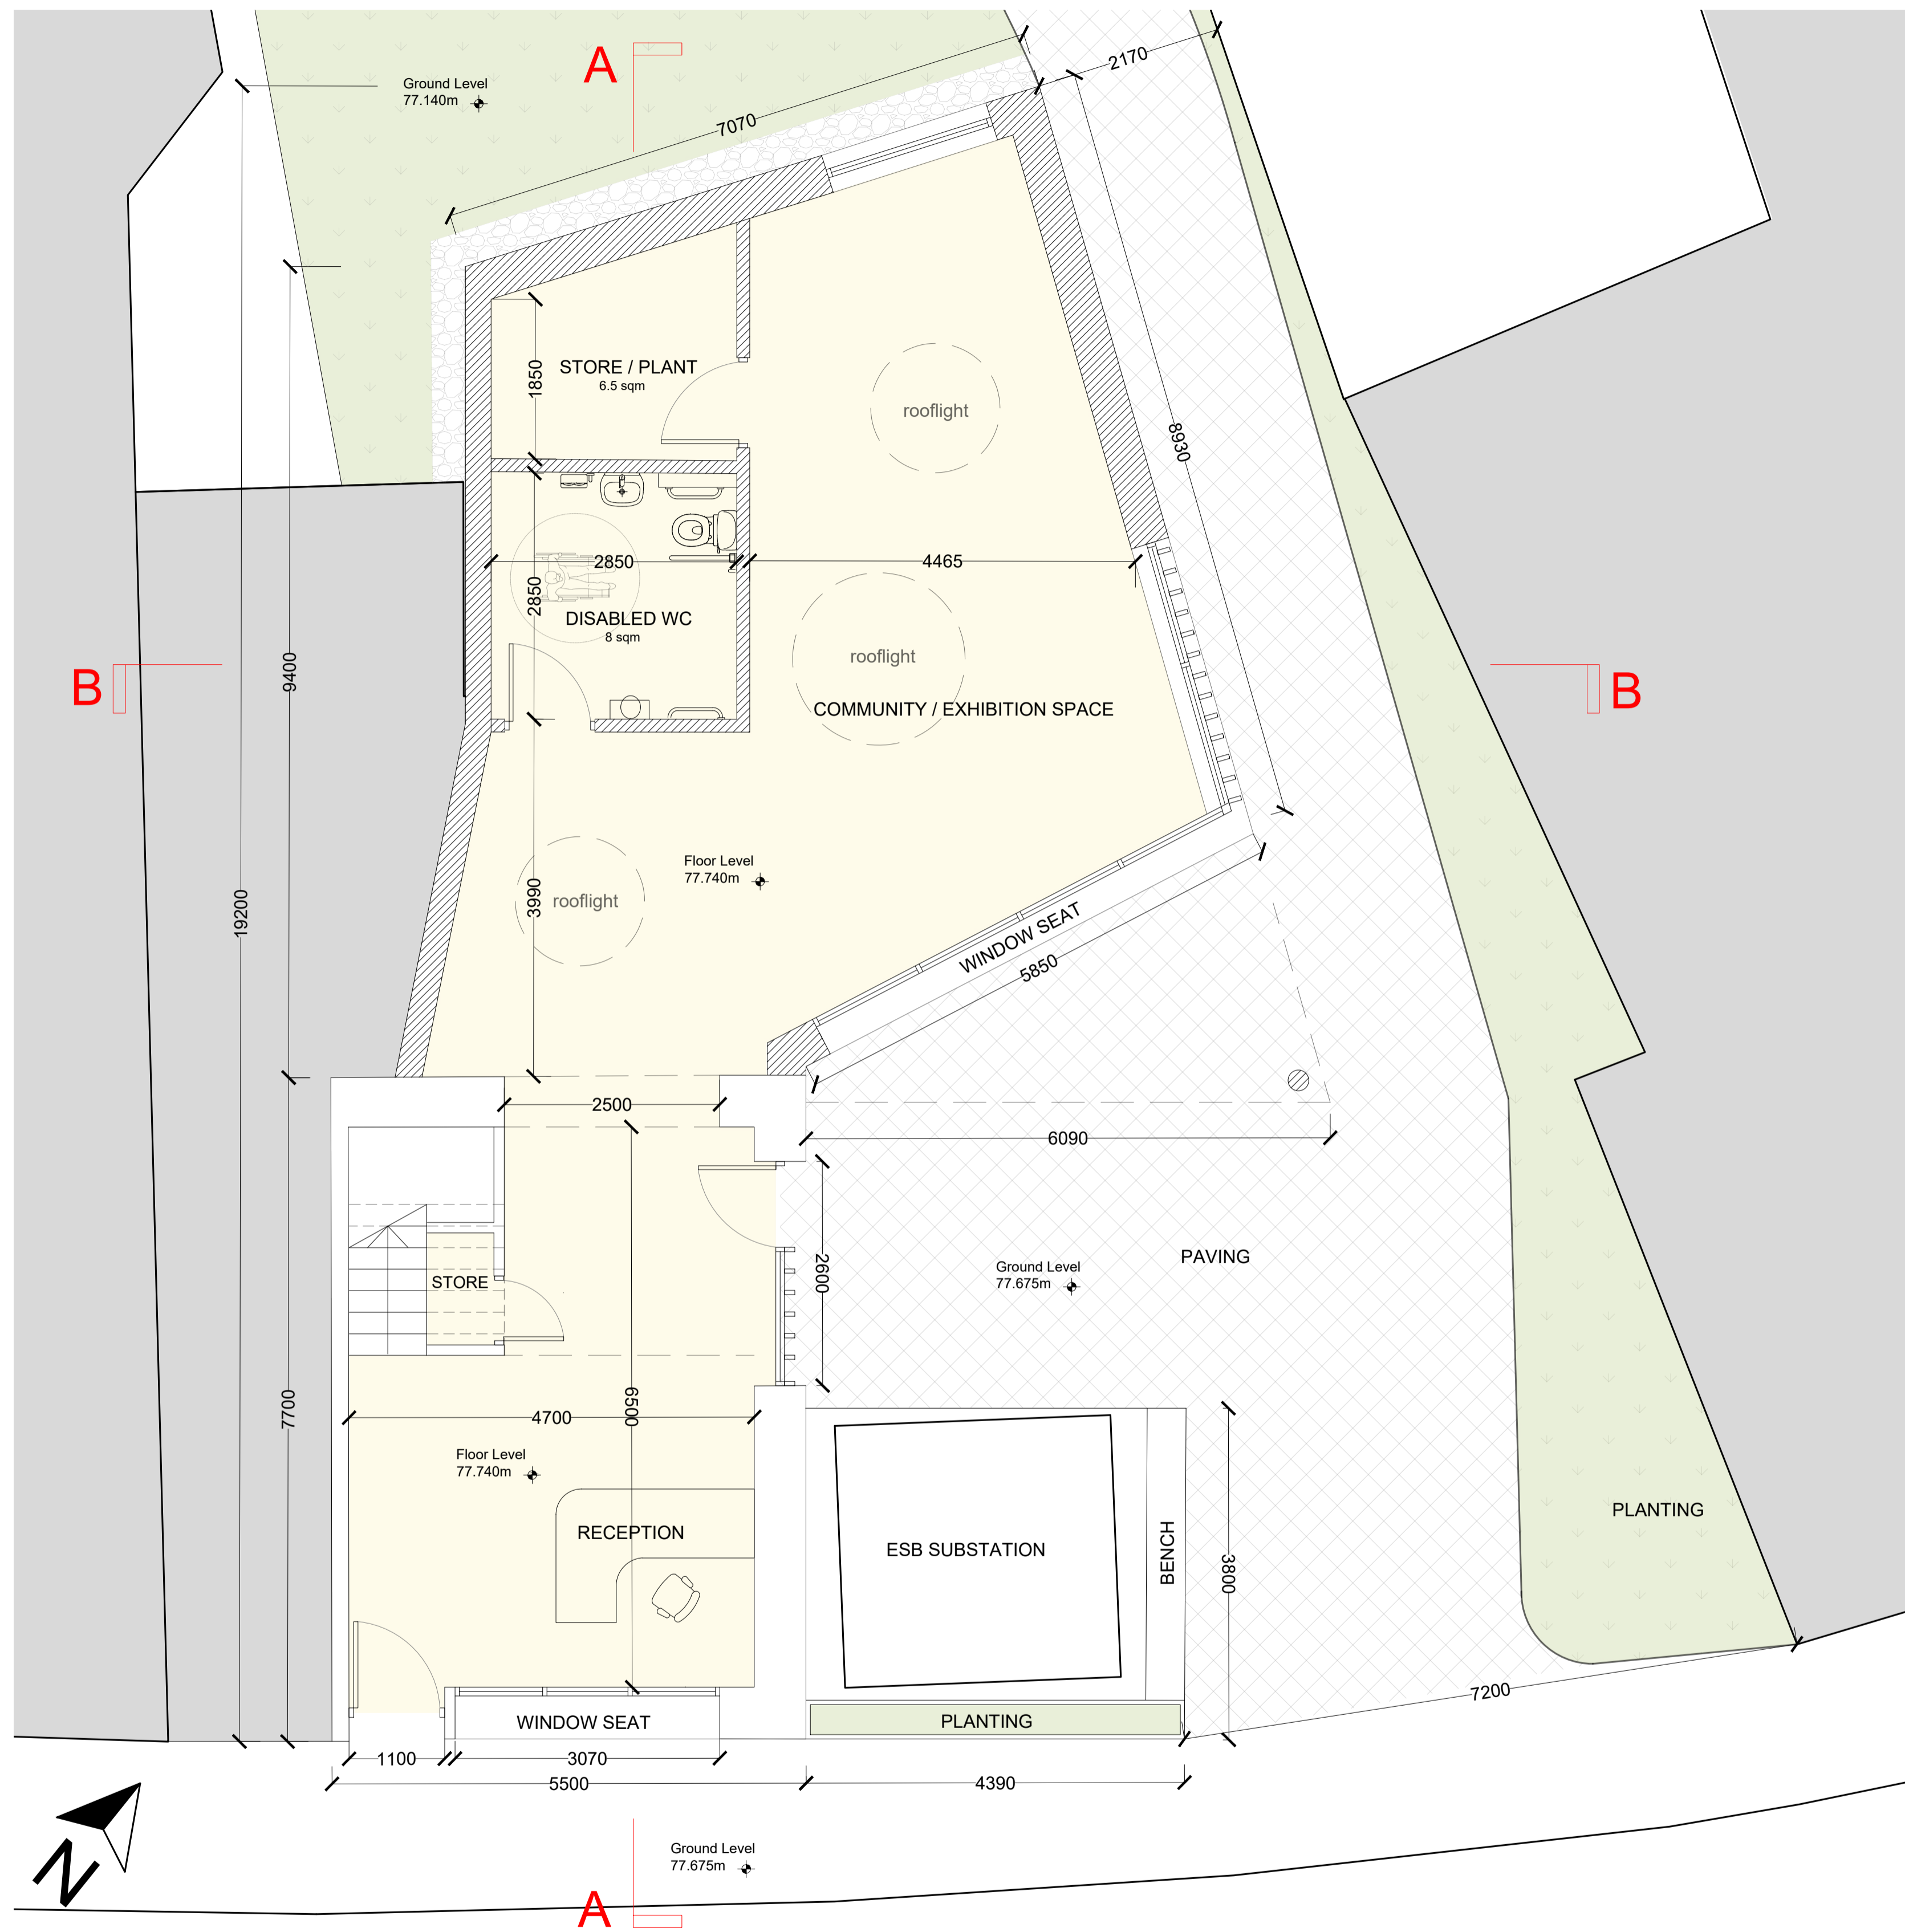 A
2170
Ground Level
77.140m
7070
STORE / PLANT
6.5 sqm
1850
rooflight
8930
2850
4465
2850
DISABLED WC
8 sqm
rooflight
B
9400
COMMUNITY / EXHIBITION SPACE
B
Floor Level
77.740m
rooflight
3990
19200
WINDOW SEAT
5850
2500
6090
2600
PAVING
Ground Level
77.675m
STORE
7700
6500
4700
Floor Level
77.740m
RECEPTION
ESB SUBSTATION
BENCH
3800
PLANTING
7200
WINDOW SEAT
PLANTING
1100
3070
5500
4390
N
Ground Level
77.675m
A